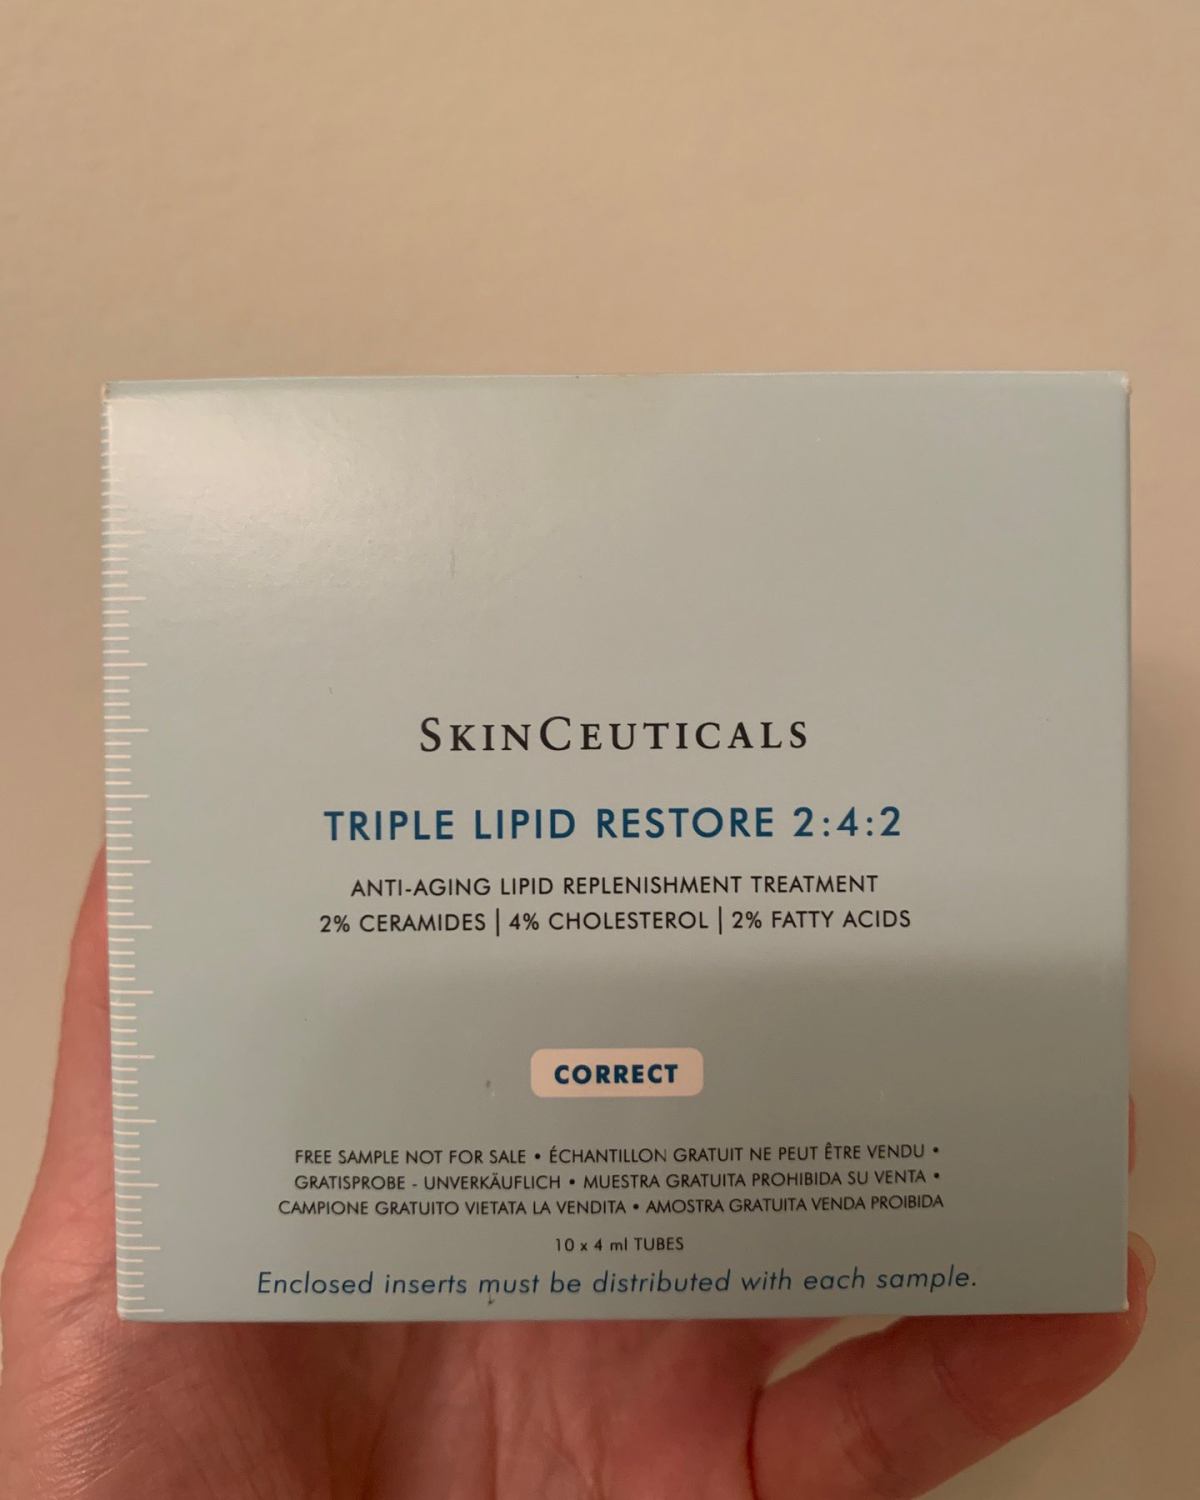 SKINCEUTICALS
TRIPLE LIPID RESTORE 2:4:2
ANTI-AGING LIPID REPLENISHMENT TREATMENT
2% CERAMIDES | 4% CHOLESTEROL | 2% FATTY ACIDS
CORRECT
FREE SAMPLE NOT FOR SALE • ÉCHANTILLON GRATUIT NE PEUT ÊTRE VENDU •
GRATISPROBE - UNVERKÄUFLICH • MUESTRA GRATUITA PROHIBIDA SU VENTA •
CAMPIONE GRATUITO VIETATA LA VENDITA • AMOSTRA GRATUITA VENDA PROIBIDA
10 x 4 ml TUBES
Enclosed inserts must be distributed with each sample.